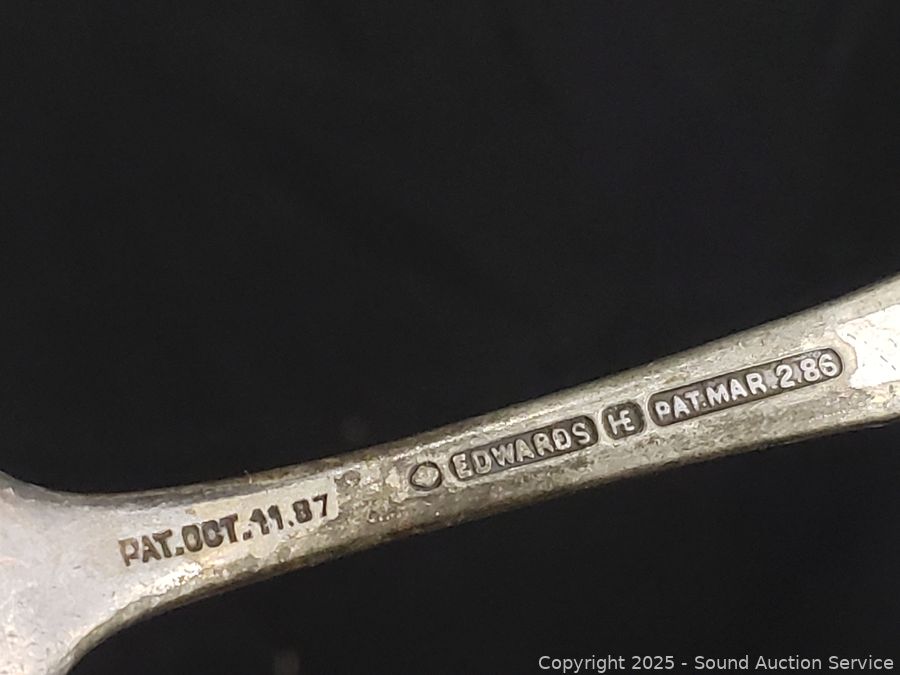 PAT.OCT.11.87
EDWARDS HE PAT.MAR.2.86
Copyright © 2025 - Sound Auction Service